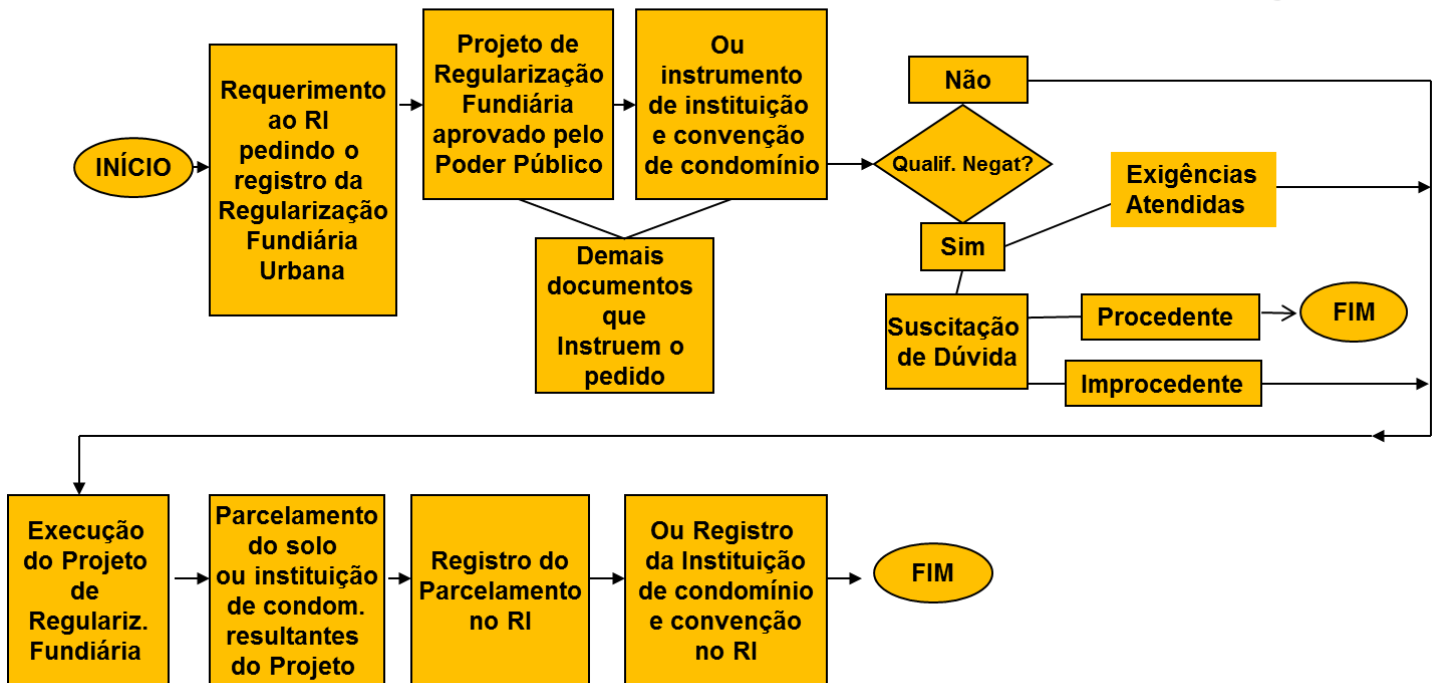 INÍCIO
Requerimento
ao RI
pedindo o
registro da
Regularização
Fundiária
Urbana
Projeto de
Regularização
Fundiária
aprovado pelo
Poder Público
Ou
instrumento
de instituição
e convenção
de condomínio
Demais
documentos
que
Instruem o
pedido
Não
Qualif. Negat?
Sim
Exigências
Atendidas
Suscitação
de Dúvida
Procedente
FIM
Improcedente
Execução
do Projeto
de
Regulariz.
Fundiária
Parcelamento
do solo
ou instituição
de condom.
resultantes
do Projeto
Registro do
Parcelamento
no RI
Ou Registro
da Instituição
de condomínio
e convenção
no RI
FIM